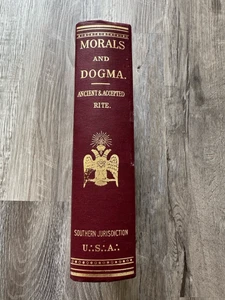 MORALS
AND
DOGMA.
ANCIENT & ACCEPTED
RITE.
SOUTHERN JURISDICTION
U∴S∴A∴